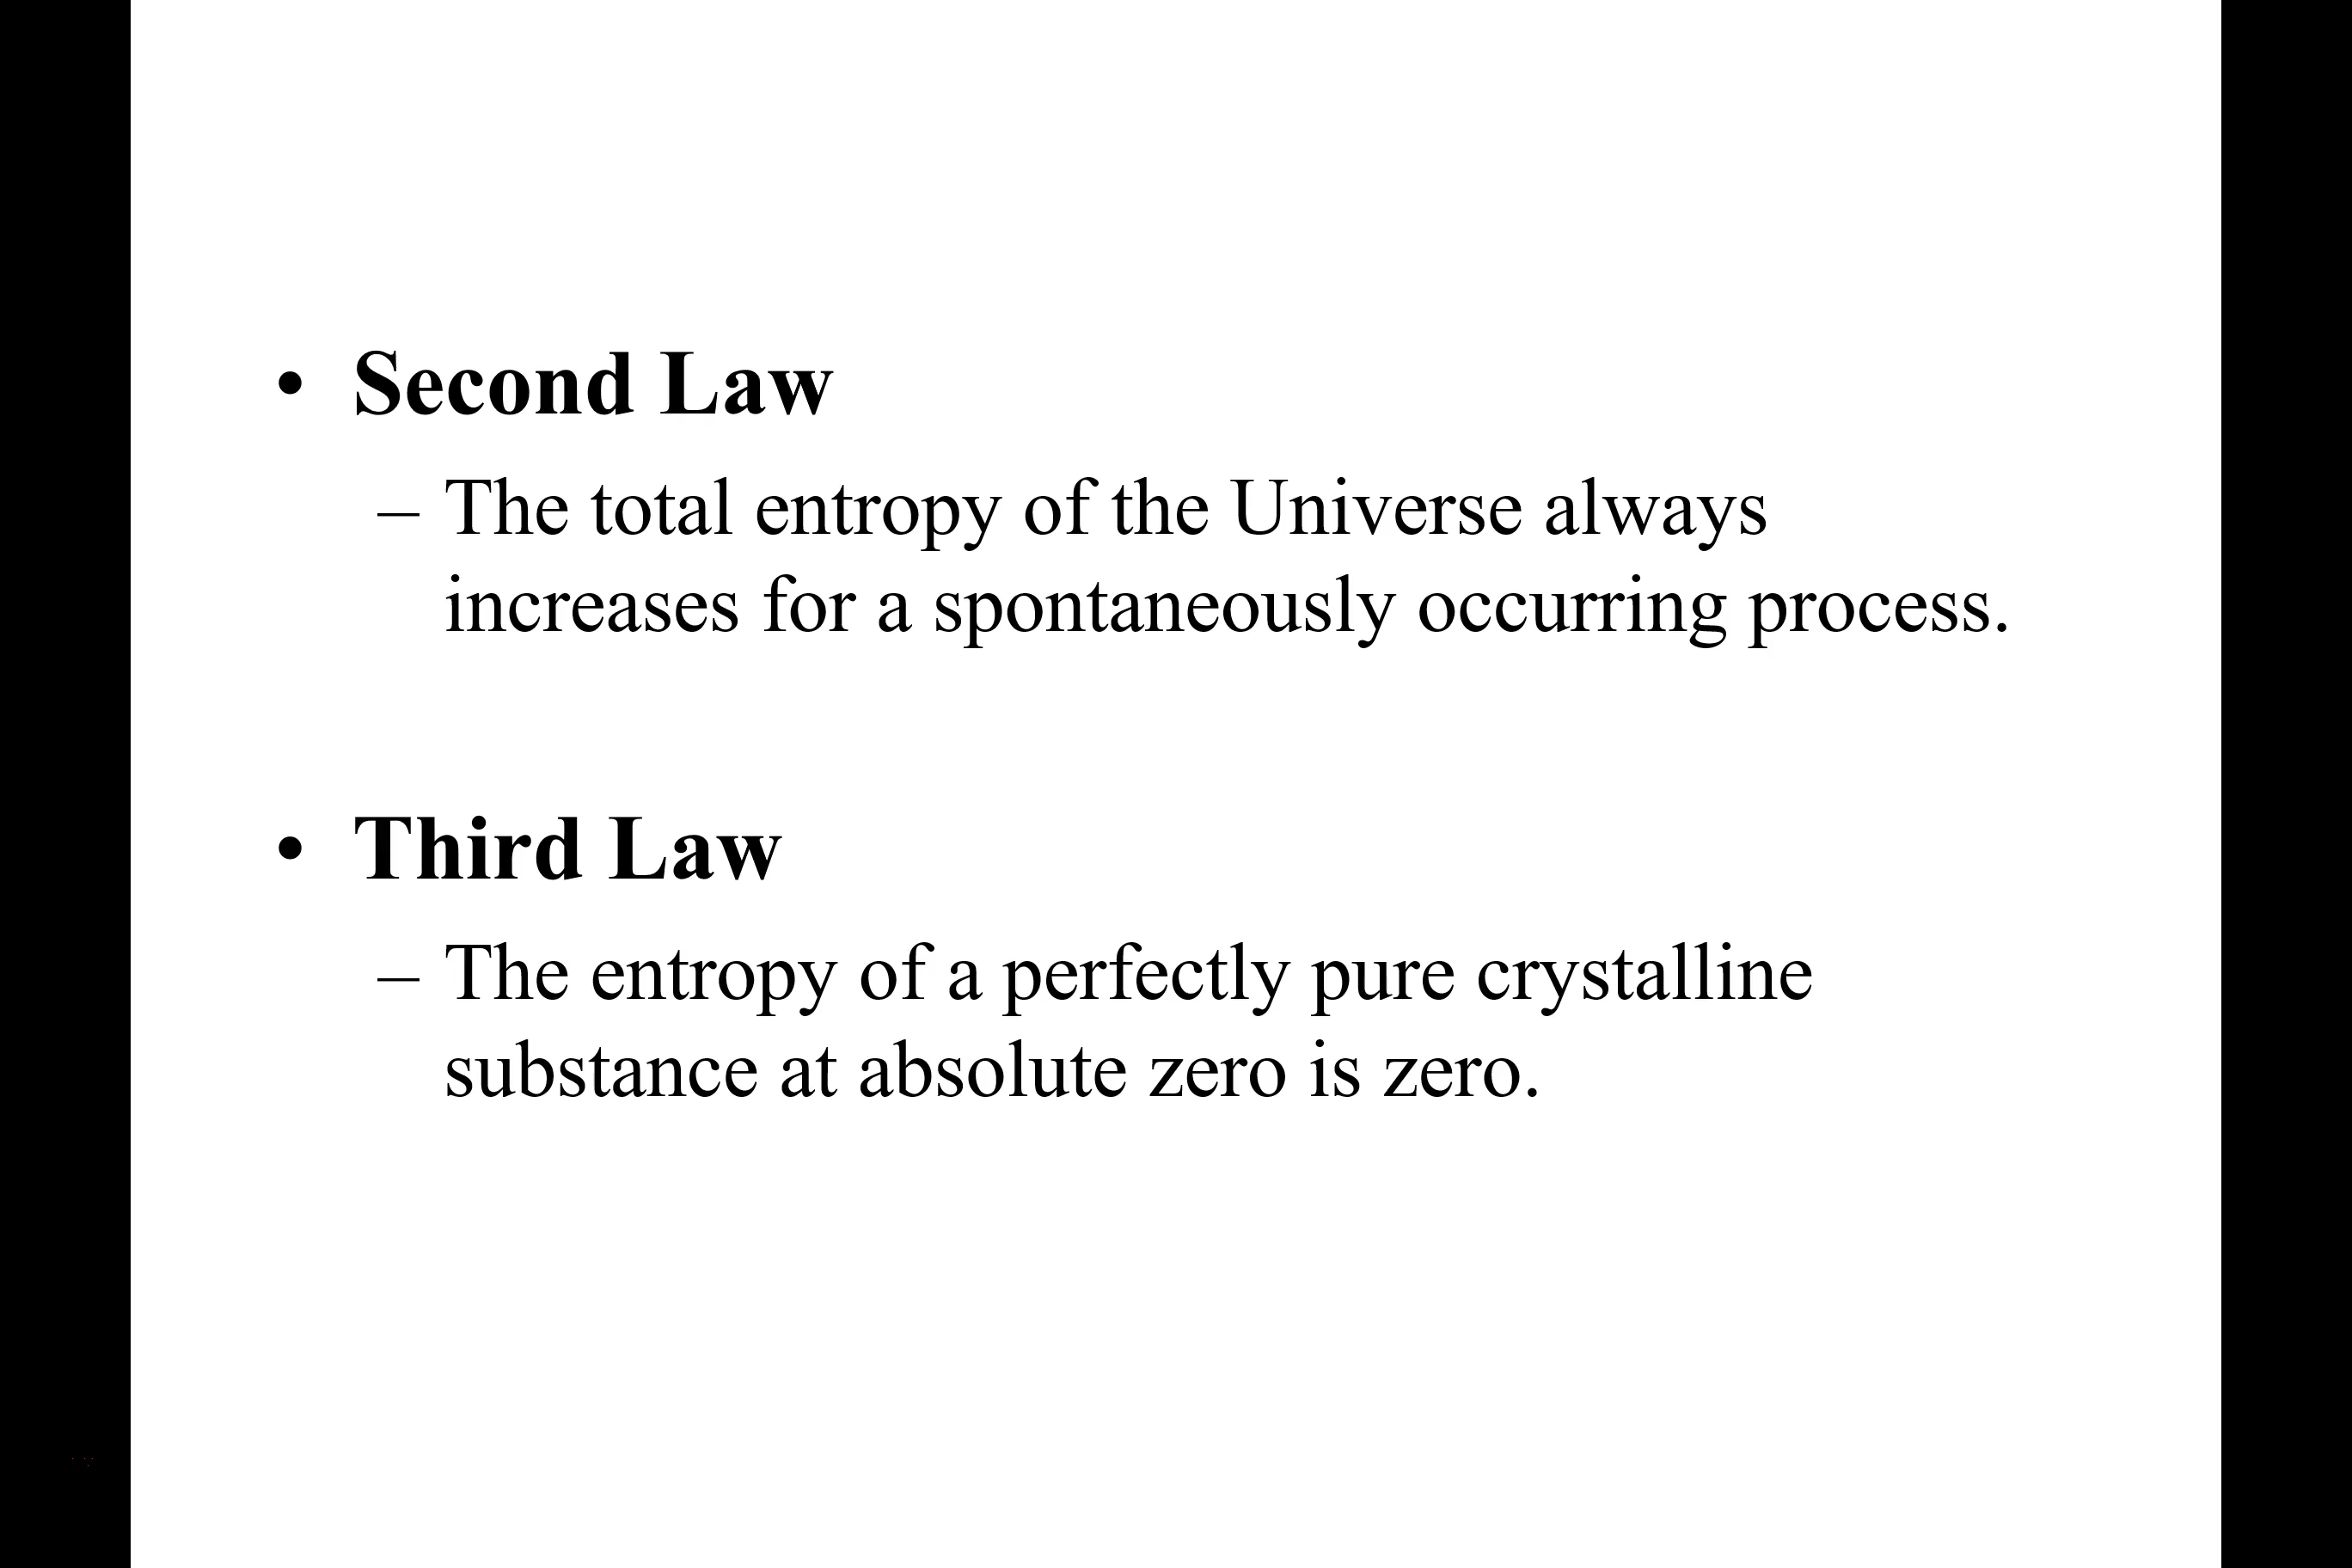 • Second Law
– The total entropy of the Universe always
increases for a spontaneously occurring process.
• Third Law
– The entropy of a perfectly pure crystalline
substance at absolute zero is zero.